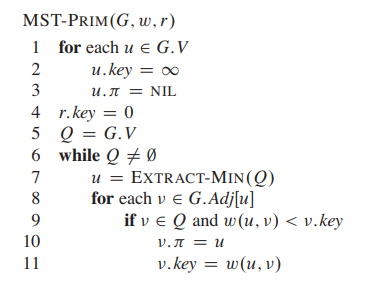 MST-PRIM(G, w, r)
1 for each u ∈ G.V
2 u.key = ∞
3 u.π = NIL
4 r.key = 0
5 Q = G.V
6 while Q ≠ ∅
7 u = EXTRACT-MIN(Q)
8 for each v ∈ G.Adj[u]
9 if v ∈ Q and w(u, v) < v.key
10 v.π = u
11 v.key = w(u, v)